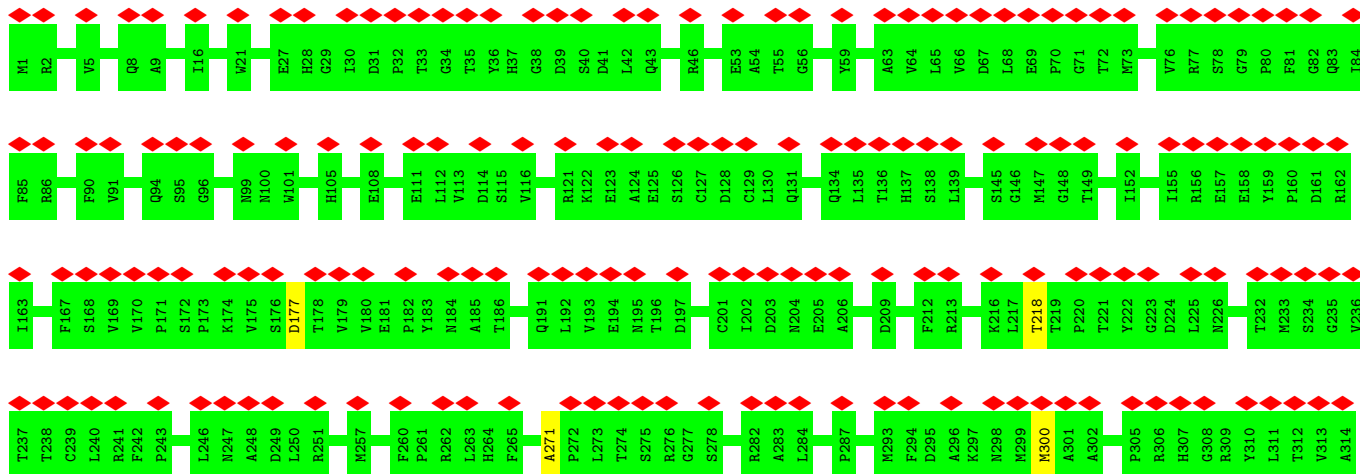 M1 R2 V5 Q8 A9 I16 W21 E27 H28 G29 I30 D31 P32 T33 G34 T35 Y36 H37 G38 D39 S40 D41 L42 Q43 R46 E53 A54 T55 G56 Y59 A63 V64 L65 V66 D67 L68 E69 P70 G71 T72 M73 V76 R77 S78 G79 P80 F81 G82 Q83 I84
F85 R86 F90 V91 Q94 S95 G96 N99 N100 W101 H105 E108 E111 L112 V113 D114 S115 V116 R121 K122 E123 A124 E125 S126 C127 D128 C129 L130 Q131 Q134 L135 T136 H137 S138 L139 S145 G146 M147 G148 T149 I152 I155 R156 E157 E158 Y159 P160 D161 R162
I163 F167 S168 V169 V170 P171 S172 P173 K174 V175 S176 D177 T178 V179 V180 E181 P182 Y183 N184 A185 T186 Q191 L192 V193 E194 N195 T196 D197 C201 I202 D203 N204 E205 A206 D209 F212 R213 K216 L217 T218 T219 P220 T221 Y222 G223 D224 L225 N226 T232 M233 S234 G235 V236
T237 T238 C239 L240 R241 F242 P243 L246 N247 A248 D249 L250 R251 M257 F260 P261 R262 L263 H264 F265 A271 P272 L273 T274 S275 R276 G277 S278 R282 A283 L284 P287 M293 F294 D295 A296 K297 N298 M299 M300 A301 A302 P305 R306 H307 G308 R309 Y310 L311 T312 V313 A314